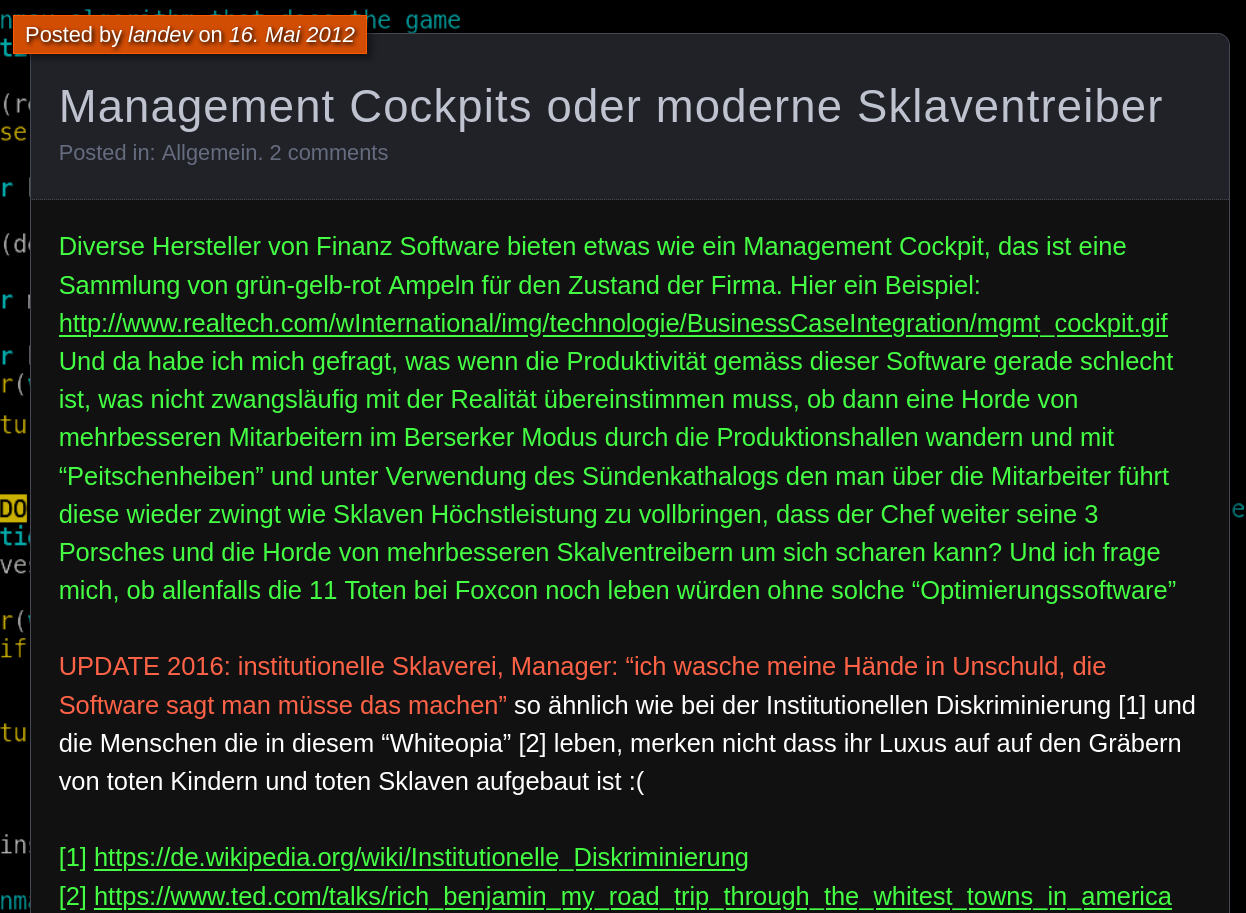 nmax algorithm that does the game
Posted by landev on 16. Mai 2012
Management Cockpits oder moderne Sklaventreiber
Posted in: Allgemein. 2 comments
Diverse Hersteller von Finanz Software bieten etwas wie ein Management Cockpit, das ist eine
Sammlung von grün-gelb-rot Ampeln für den Zustand der Firma. Hier ein Beispiel:
http://www.realtech.com/wInternational/img/technologie/BusinessCaseIntegration/mgmt_cockpit.gif
Und da habe ich mich gefragt, was wenn die Produktivität gemäss dieser Software gerade schlecht
ist, was nicht zwangsläufig mit der Realität übereinstimmen muss, ob dann eine Horde von
mehrbesseren Mitarbeitern im Berserker Modus durch die Produktionshallen wandern und mit
“Peitschenheiben” und unter Verwendung des Sündenkathalogs den man über die Mitarbeiter führt
diese wieder zwingt wie Sklaven Höchstleistung zu vollbringen, dass der Chef weiter seine 3
Porsches und die Horde von mehrbesseren Skalventreibern um sich scharen kann? Und ich frage
mich, ob allenfalls die 11 Toten bei Foxcon noch leben würden ohne solche “Optimierungssoftware”
UPDATE 2016: institutionelle Sklaverei, Manager: “ich wasche meine Hände in Unschuld, die
Software sagt man müsse das machen” so ähnlich wie bei der Institutionellen Diskriminierung [1] und
die Menschen die in diesem “Whiteopia” [2] leben, merken nicht dass ihr Luxus auf auf den Gräbern
von toten Kindern und toten Sklaven aufgebaut ist :(
[1] https://de.wikipedia.org/wiki/Institutionelle_Diskriminierung
[2] https://www.ted.com/talks/rich_benjamin_my_road_trip_through_the_whitest_towns_in_america